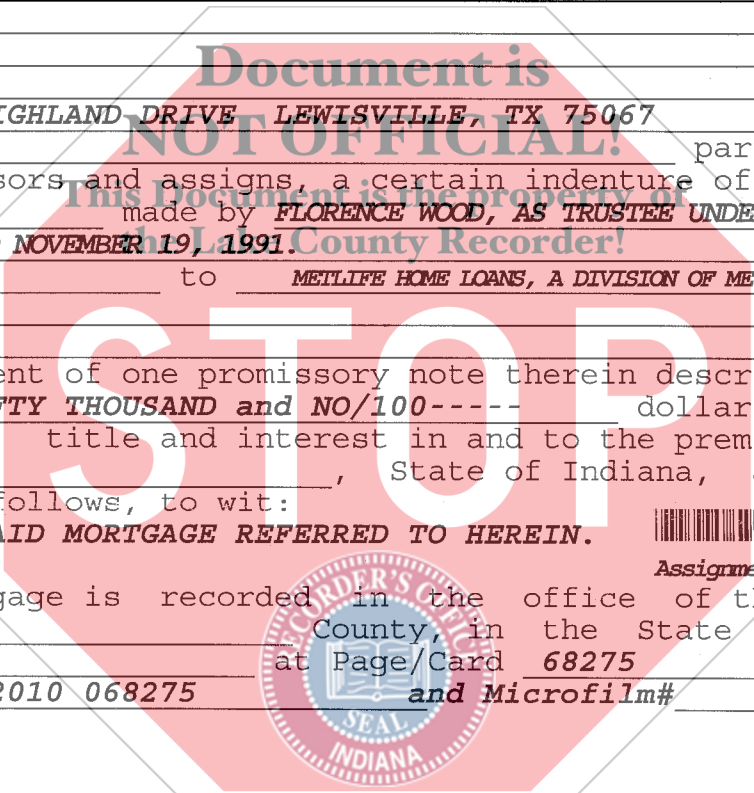 Document is
IGHLAND DRIVE LEWISVILLE, TX 75067
NOT OFFICIAL!
par
sors and assigns, a certain indenture of
This Document is the property of
made by FLORENCE WOOD, AS TRUSTEE UNDE
NOVEMBER 19, 1991.
the Lake County Recorder!
to METLIFE HOME LOANS, A DIVISION OF ME
STOP
ent of one promissory note therein descr
FTY THOUSAND and NO/100----- dollar
title and interest in and to the prem
, State of Indiana,
follows, to wit:
AID MORTGAGE REFERRED TO HEREIN.
Assignme
gage is recorded in the office of th
County, in the State
at Page/Card 68275
2010 068275 and Microfilm#
RECORDER'S OFFICE
SEAL
INDIANA